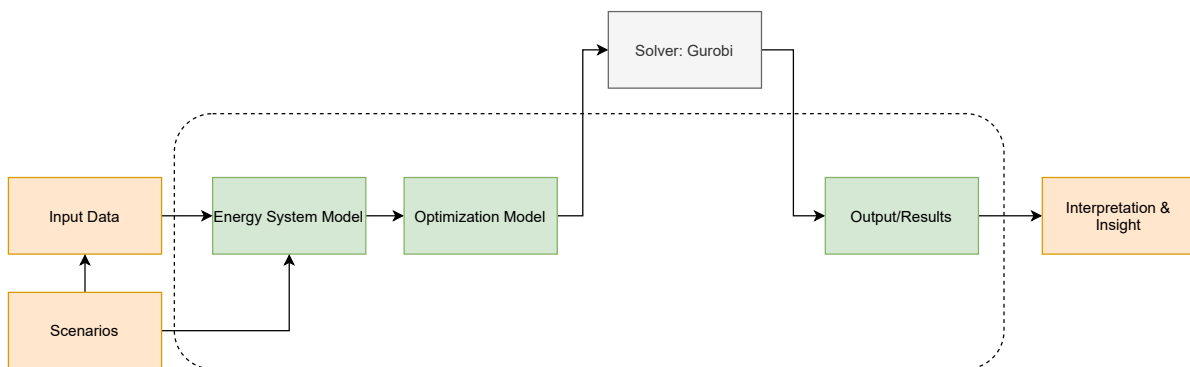 Solver: Gurobi
Input Data
Energy System Model
Optimization Model
Output/Results
Interpretation &
Insight
Scenarios